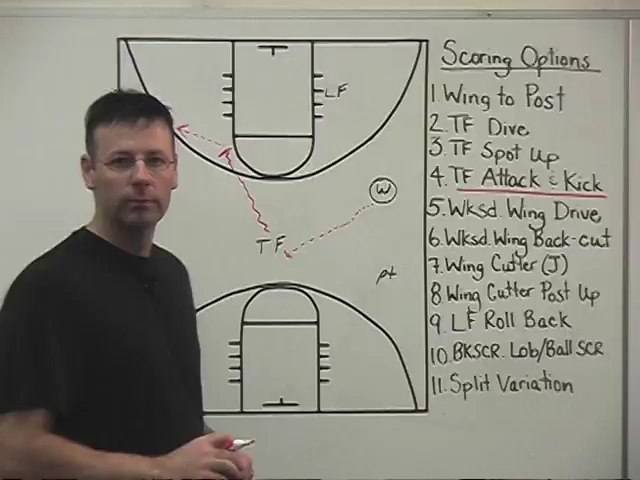 Scoring Options
1. Wing to Post
2. TF Dive
3. TF Spot Up
4. TF Attack & Kick
5. Wksd. Wing Drive
6. Wksd. Wing Back-cut
7. Wing Cutter (J)
8 Wing Cutter Post Up
9. LF Roll Back
10. BKSCR. Lob/Ball SCR
11. Split Variation
LF
W
TF
pt